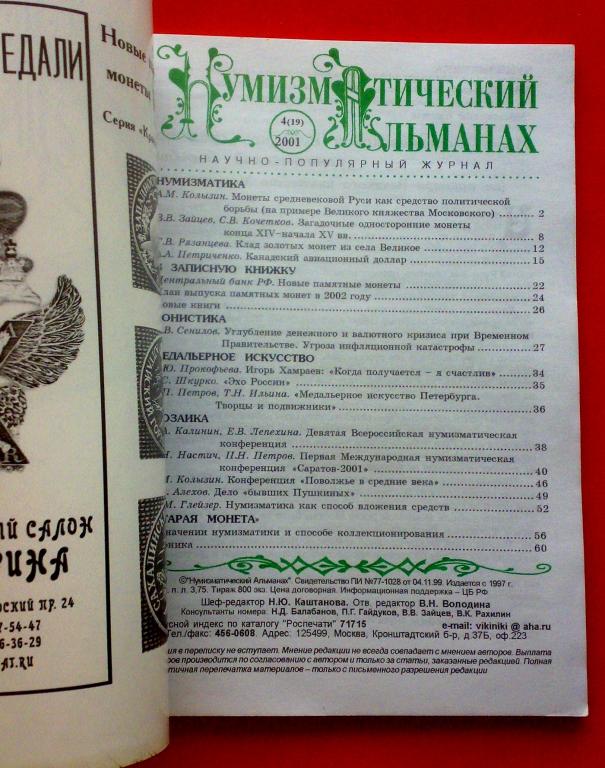 ЕДАЛИ
Новые
монеты
Серия
САЛОН
РИНА
ПР. 24
7-54-47
6-36-29
AT.RU
САХАЛИН
НУМИЗМАТИЧЕСКИЙ
АЛЬМАНАХ
4(19)
2001
НАУЧНО-ПОПУЛЯРНЫЙ ЖУРНАЛ
НУМИЗМАТИКА
А.М. Колызин. Монеты средневековой Руси как средство политической
борьбы (на примере Великого княжества Московского) .......... 2
В.В. Зайцев, С.В. Кочетков. Загадочные односторонние монеты
конца XIV–начала XV вв. .......... 8
В. Рязанцева. Клад золотых монет из села Великое .......... 12
А. Петриченко. Канадский авиационный доллар .......... 15
ЗАПИСНУЮ КНИЖКУ
Центральный банк РФ. Новые памятные монеты .......... 22
лан выпуска памятных монет в 2002 году .......... 24
овые книги .......... 26
ОНИСТИКА
В. Сенилов. Углубление денежного и валютного кризиса при Временном
Правительстве. Угроза инфляционной катастрофы .......... 27
ЕДАЛЬЕРНОЕ ИСКУССТВО
Ю. Прокофьева. Игорь Хамраев: «Когда получается – я счастлив» .......... 34
С. Шкурко. «Эхо России» .......... 35
П. Петров, Т.Н. Ильина. «Медальерное искусство Петербурга.
Творцы и подвижники» .......... 36
ОЗАИКА
А. Калинин, Е.В. Лепехина. Девятая Всероссийская нумизматическая
конференция .......... 38
Н. Настич, П.Н. Петров. Первая Международная нумизматическая
конференция «Саратов-2001» .......... 40
М. Колызин. Конференция «Поволжье в средние века» .......... 46
Алехов. Дело «бывших Пушкиных» .......... 49
М. Глейзер. Нумизматика как способ вложения средств .......... 52
ТАРАЯ МОНЕТА»
значении нумизматики и способе коллекционирования .......... 56
оника .......... 60
©"Нумизматический Альманах". Свидетельство ПИ №77-1028 от 04.11.99. Издается с 1997 г.
п. л. 3,75. Тираж 800 экз. Цена договорная. Информационная поддержка – ЦБ РФ
Шеф-редактор Н.Ю. Каштанова. Отв. редактор В.Н. Володина
Консультанты номера: Н.Д. Балабанов, П.Г. Гайдуков, В.В. Зайцев, В.К. Рахилин
сной индекс по каталогу "Роспечати" 71715 e-mail: vikiniki @ aha.ru
Тел./факс: 456-0608. Адрес: 125499, Москва, Кронштадтский б-р, д.37Б, оф.223
ия в переписку не вступает. Мнение редакции не всегда совпадает с мнением авторов. Выплата
ров производится по согласованию с автором и только за статьи, заказанные редакцией. Полная
тичная перепечатка материалов – только с письменного разрешения редакции